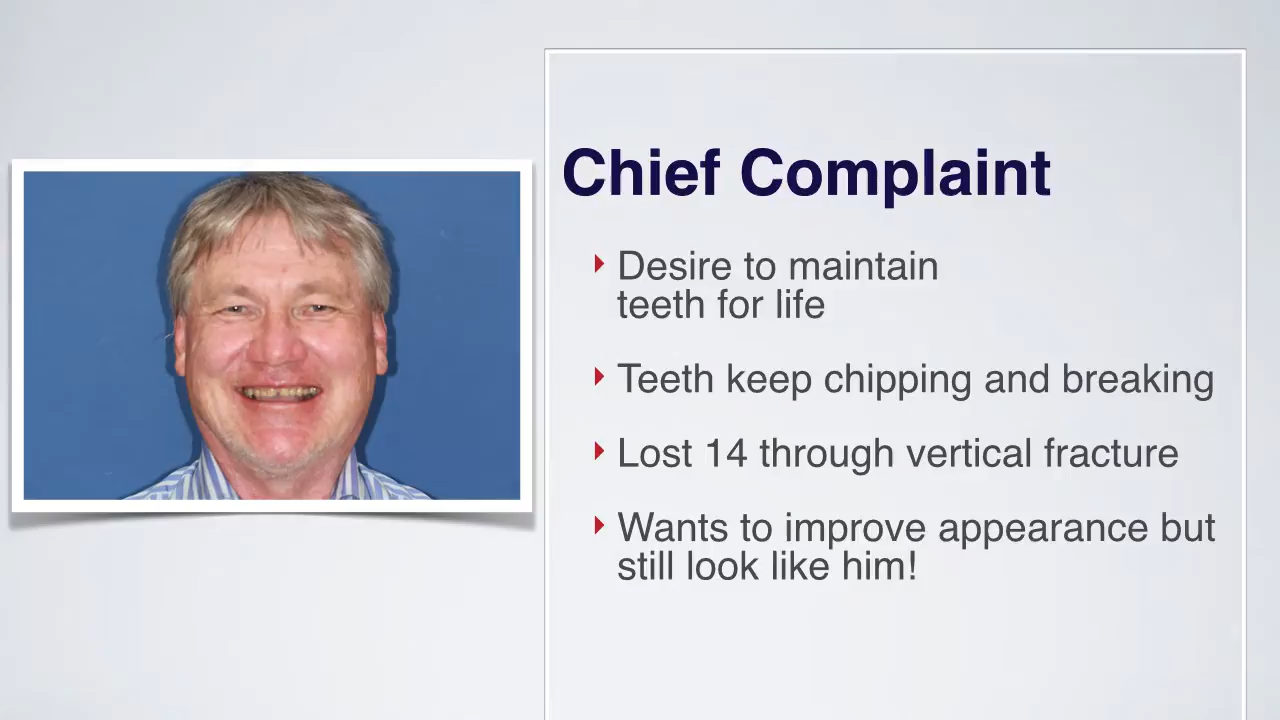 Chief Complaint
Desire to maintain
teeth for life
Teeth keep chipping and breaking
Lost 14 through vertical fracture
Wants to improve appearance but
still look like him!